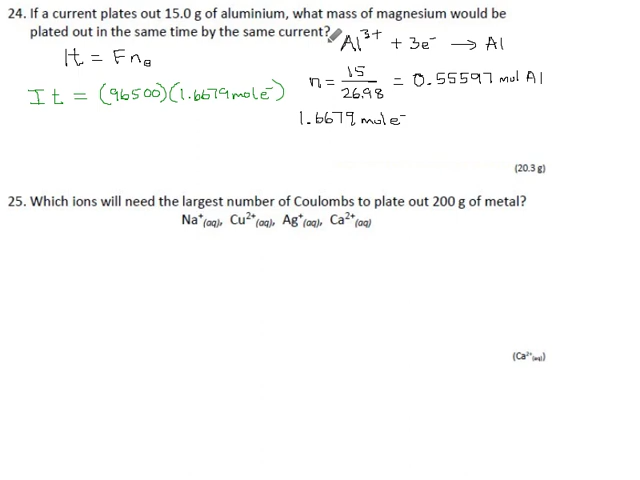 24. If a current plates out 15.0 g of aluminium, what mass of magnesium would be
plated out in the same time by the same current?
Al³⁺ + 3e⁻ → Al
It = Fnₑ
n = 15/26.98 = 0.55597 mol Al
It = (96500)(1.6679 mol e⁻)
1.6679 mol e⁻
(20.3 g)
25. Which ions will need the largest number of Coulombs to plate out 200 g of metal?
Na⁺(aq), Cu²⁺(aq), Ag⁺(aq), Ca²⁺(aq)
(Ca²⁺(aq))